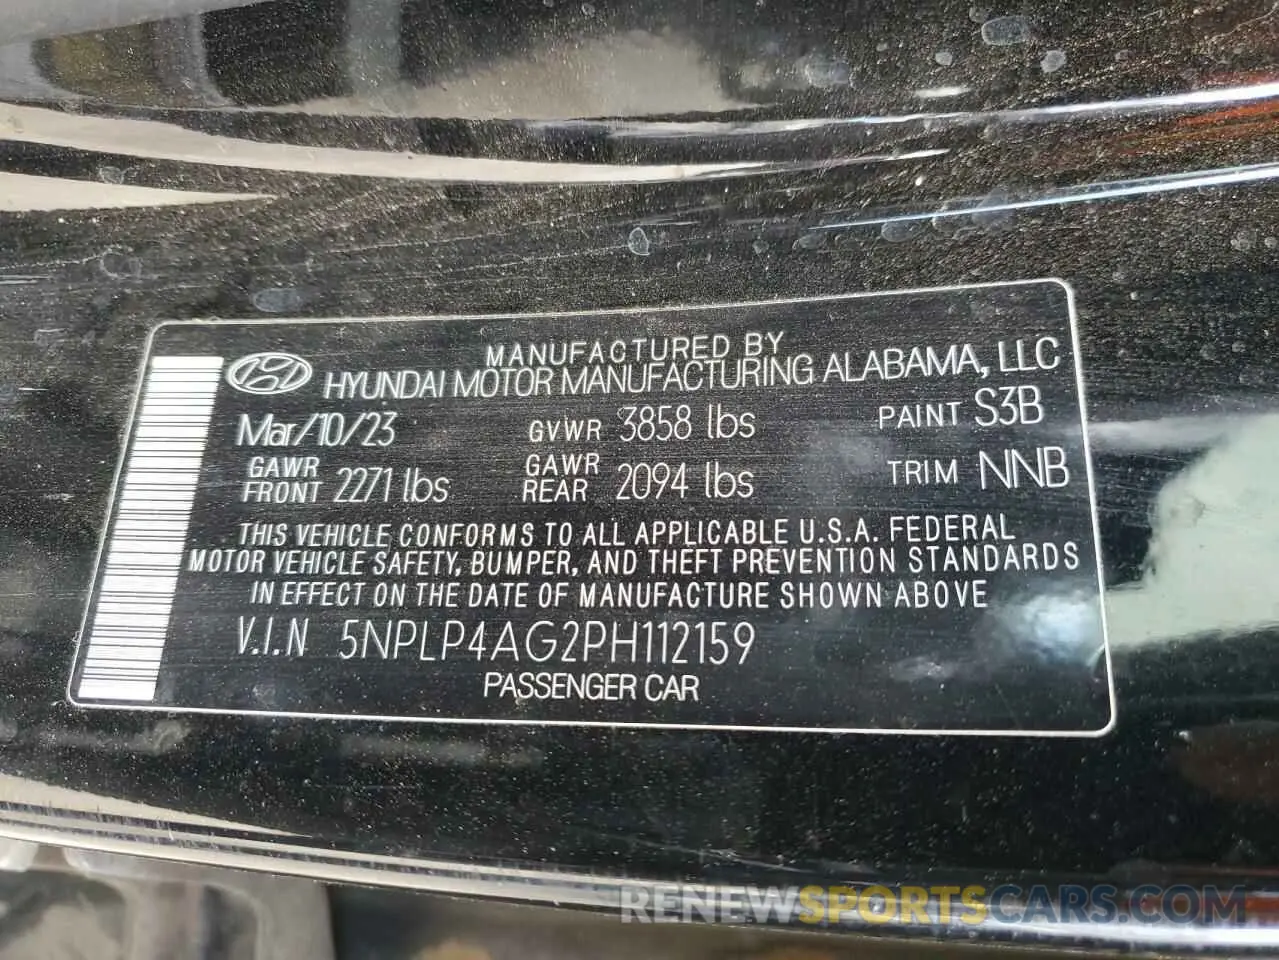 MANUFACTURED BY
HYUNDAI MOTOR MANUFACTURING ALABAMA, LLC
Mar/10/23 GVWR 3858 lbs PAINT S3B
GAWR FRONT 2271 lbs GAWR REAR 2094 lbs TRIM NNB
THIS VEHICLE CONFORMS TO ALL APPLICABLE U.S.A. FEDERAL
MOTOR VEHICLE SAFETY, BUMPER, AND THEFT PREVENTION STANDARDS
IN EFFECT ON THE DATE OF MANUFACTURE SHOWN ABOVE
V.I.N 5NPLP4AG2PH112159
PASSENGER CAR
RENEWSPORTSCARS.COM